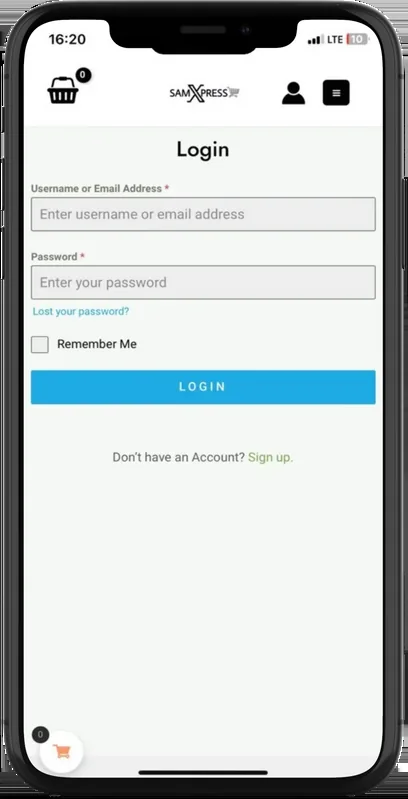 16:20
LTE 10
0
SAMXPRESS
Login
Username or Email Address *
Enter username or email address
Password *
Enter your password
Lost your password?
Remember Me
LOGIN
Don't have an Account? Sign up.
0